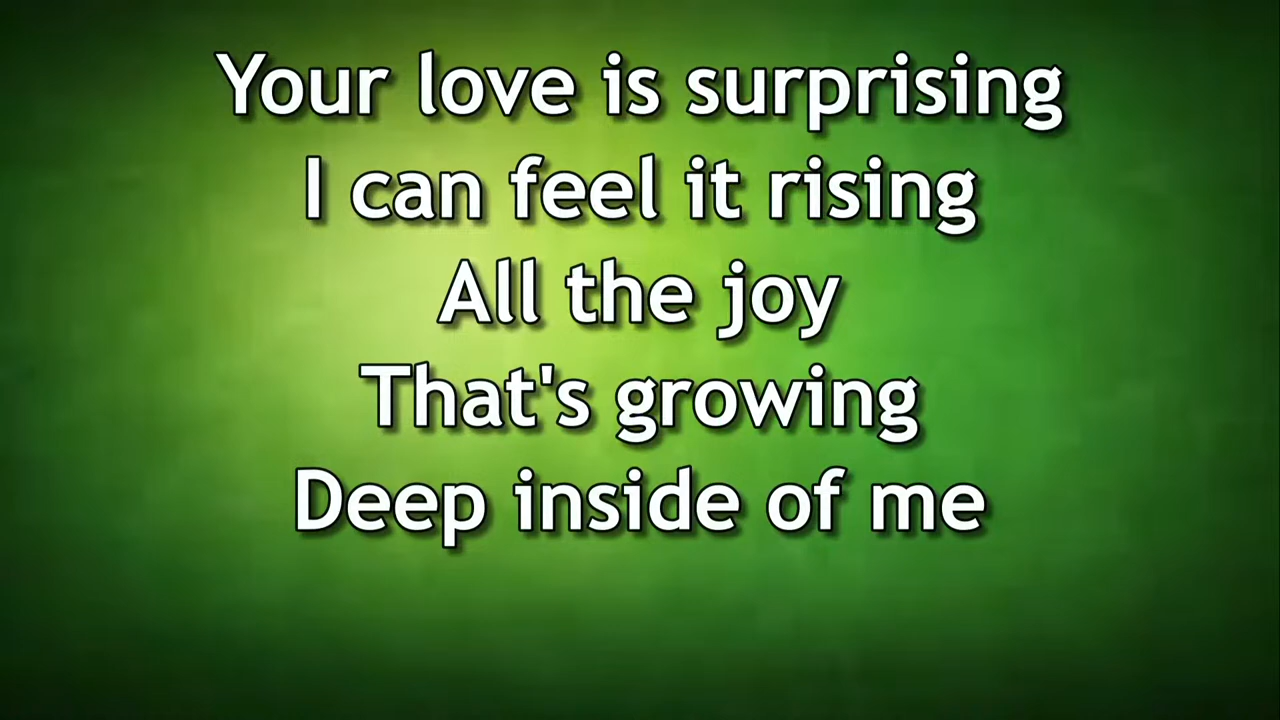 Your love is surprising
I can feel it rising
All the joy
That's growing
Deep inside of me